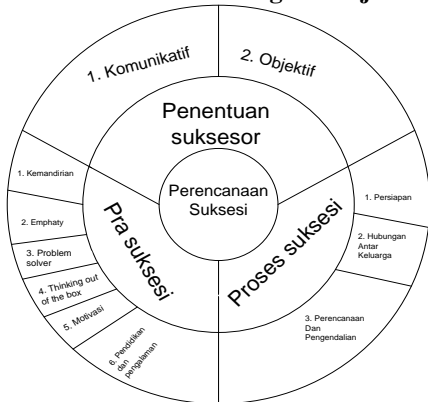 1. Komunikatif
2. Objektif
Penentuan
suksesor
Perencanaan
Suksesi
Pra suksesi
Proses suksesi
1. Kemandirian
2. Emphaty
3. Problem
solver
4. Thinking out
of the box
5. Motivasi
6. Pendidikan
dan
pengalaman
1. Persiapan
2. Hubungan
Antar
Keluarga
3. Perencanaan
Dan
Pengendalian